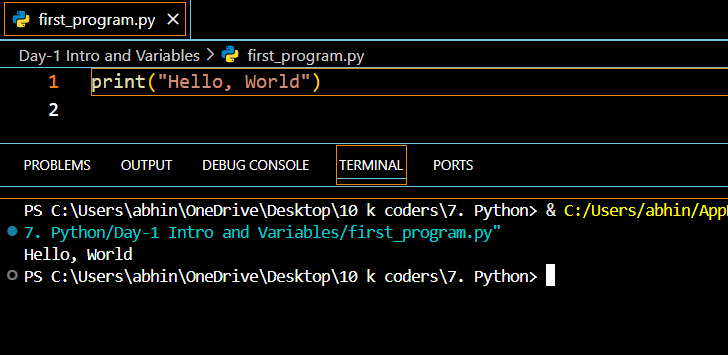 first_program.py ×
Day-1 Intro and Variables > first_program.py
1 print("Hello, World")
2
PROBLEMS OUTPUT DEBUG CONSOLE TERMINAL PORTS
PS C:\Users\abhin\OneDrive\Desktop\10 k coders\7. Python> & C:/Users/abhin/App
7. Python/Day-1 Intro and Variables/first_program.py"
Hello, World
PS C:\Users\abhin\OneDrive\Desktop\10 k coders\7. Python>